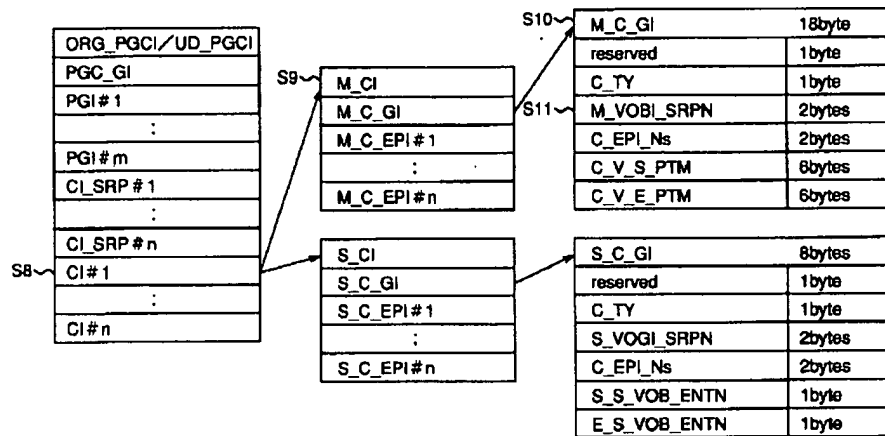 ORG_PGCI/UD_PGCI
PGC_GI
PGI#1
:
PGI#m
CI_SRP#1
:
CI_SRP#n
S8 CI#1
:
CI#n
S9 M_CI
M_C_GI
M_C_EPI#1
:
M_C_EPI#n
S_CI
S_C_GI
S_C_EPI#1
:
S_C_EPI#n
S10 M_C_GI 18byte
reserved 1byte
C_TY 1byte
S11 M_VOBI_SRPN 2bytes
C_EPI_Ns 2bytes
C_V_S_PTM 6bytes
C_V_E_PTM 6bytes
S_C_GI 8bytes
reserved 1byte
C_TY 1byte
S_VOGI_SRPN 2bytes
C_EPI_Ns 2bytes
S_S_VOB_ENTN 1byte
E_S_VOB_ENTN 1byte